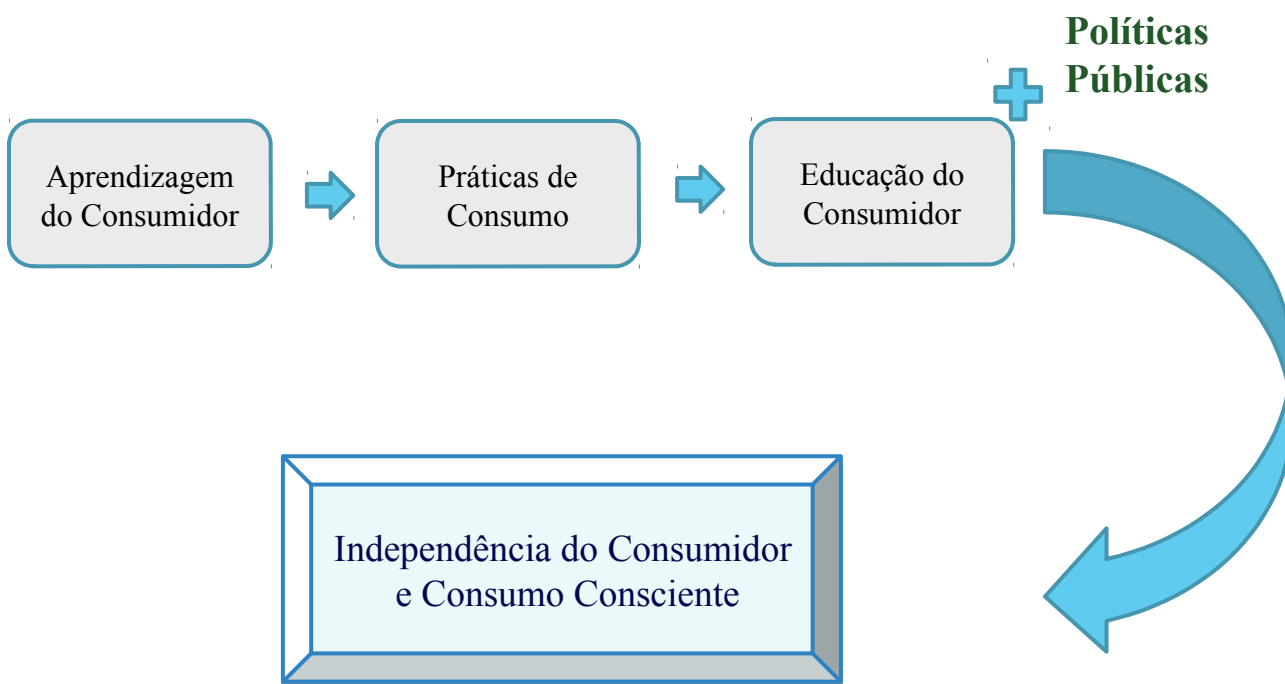 Políticas
Públicas
Aprendizagem
do Consumidor
Práticas de
Consumo
Educação do
Consumidor
Independência do Consumidor
e Consumo Consciente